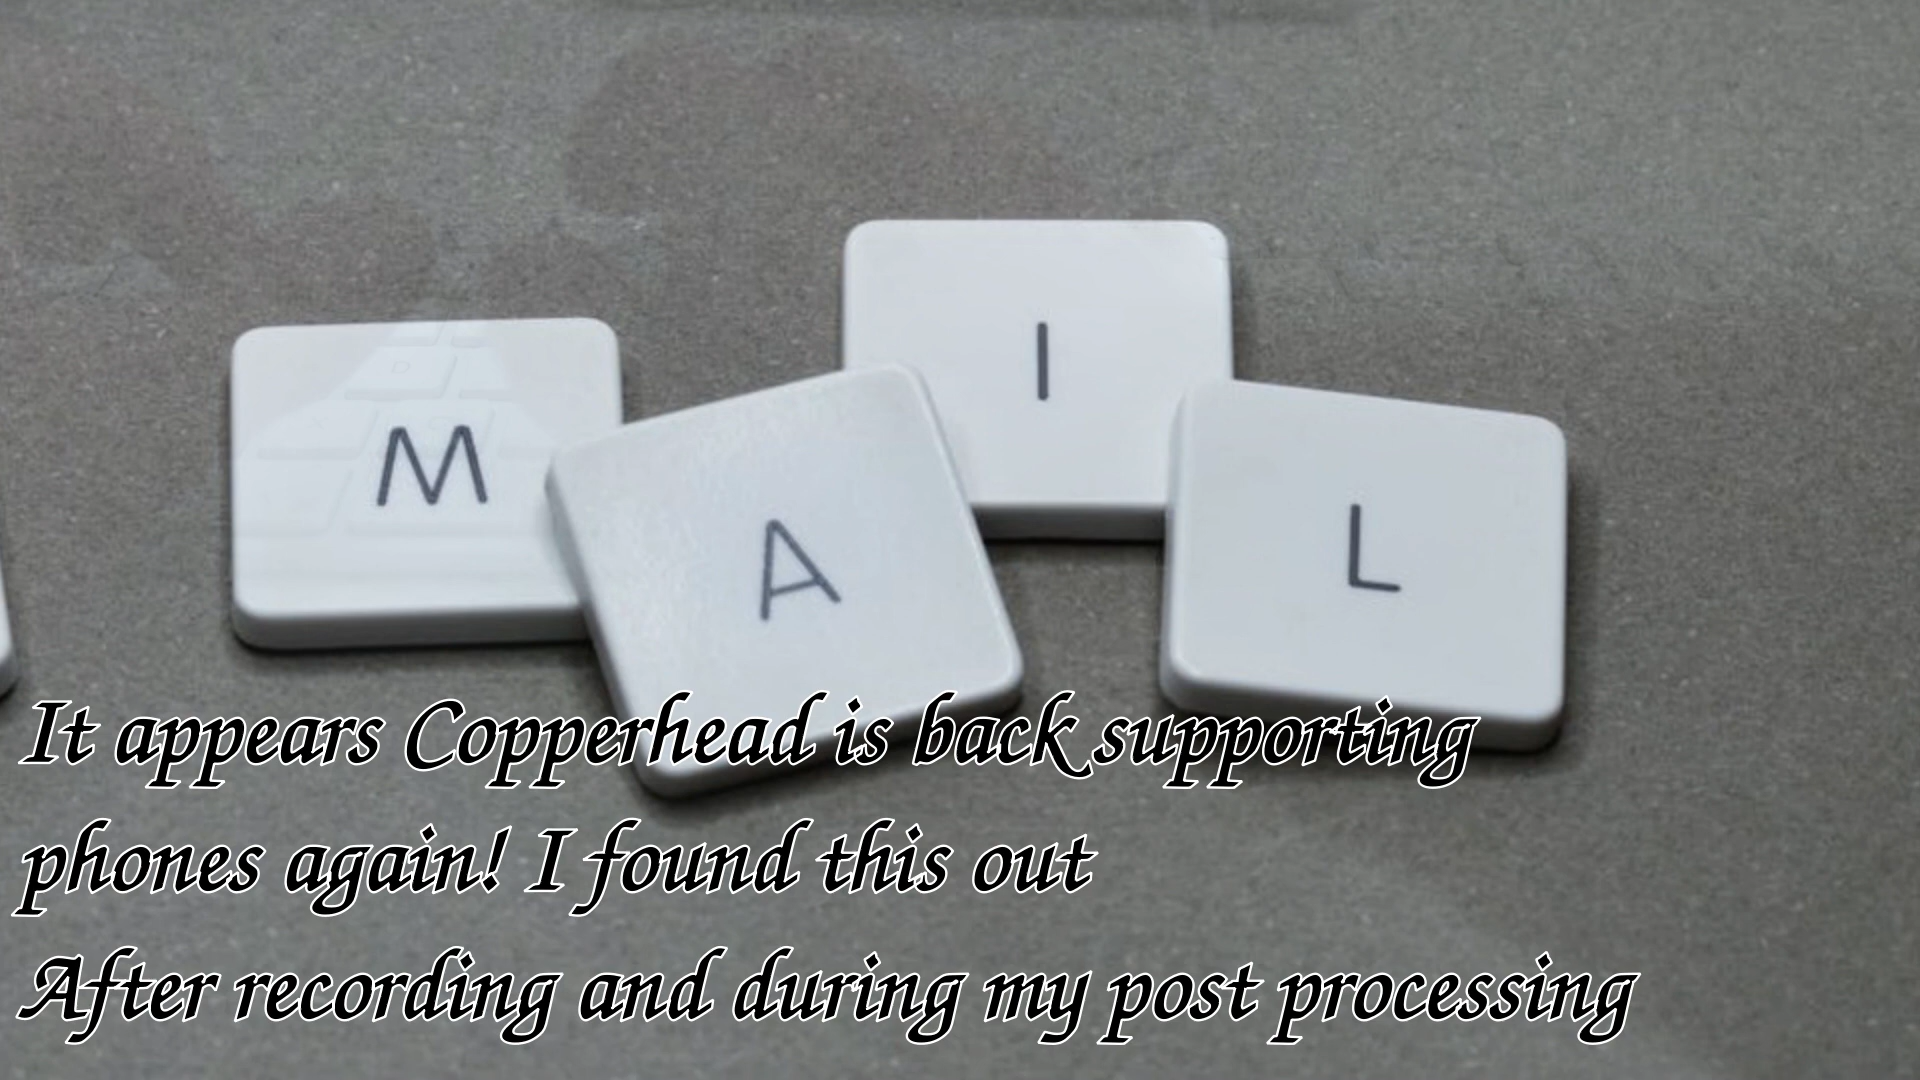 M A I L
It appears Copperhead is back supporting
phones again! I found this out
After recording and during my post processing